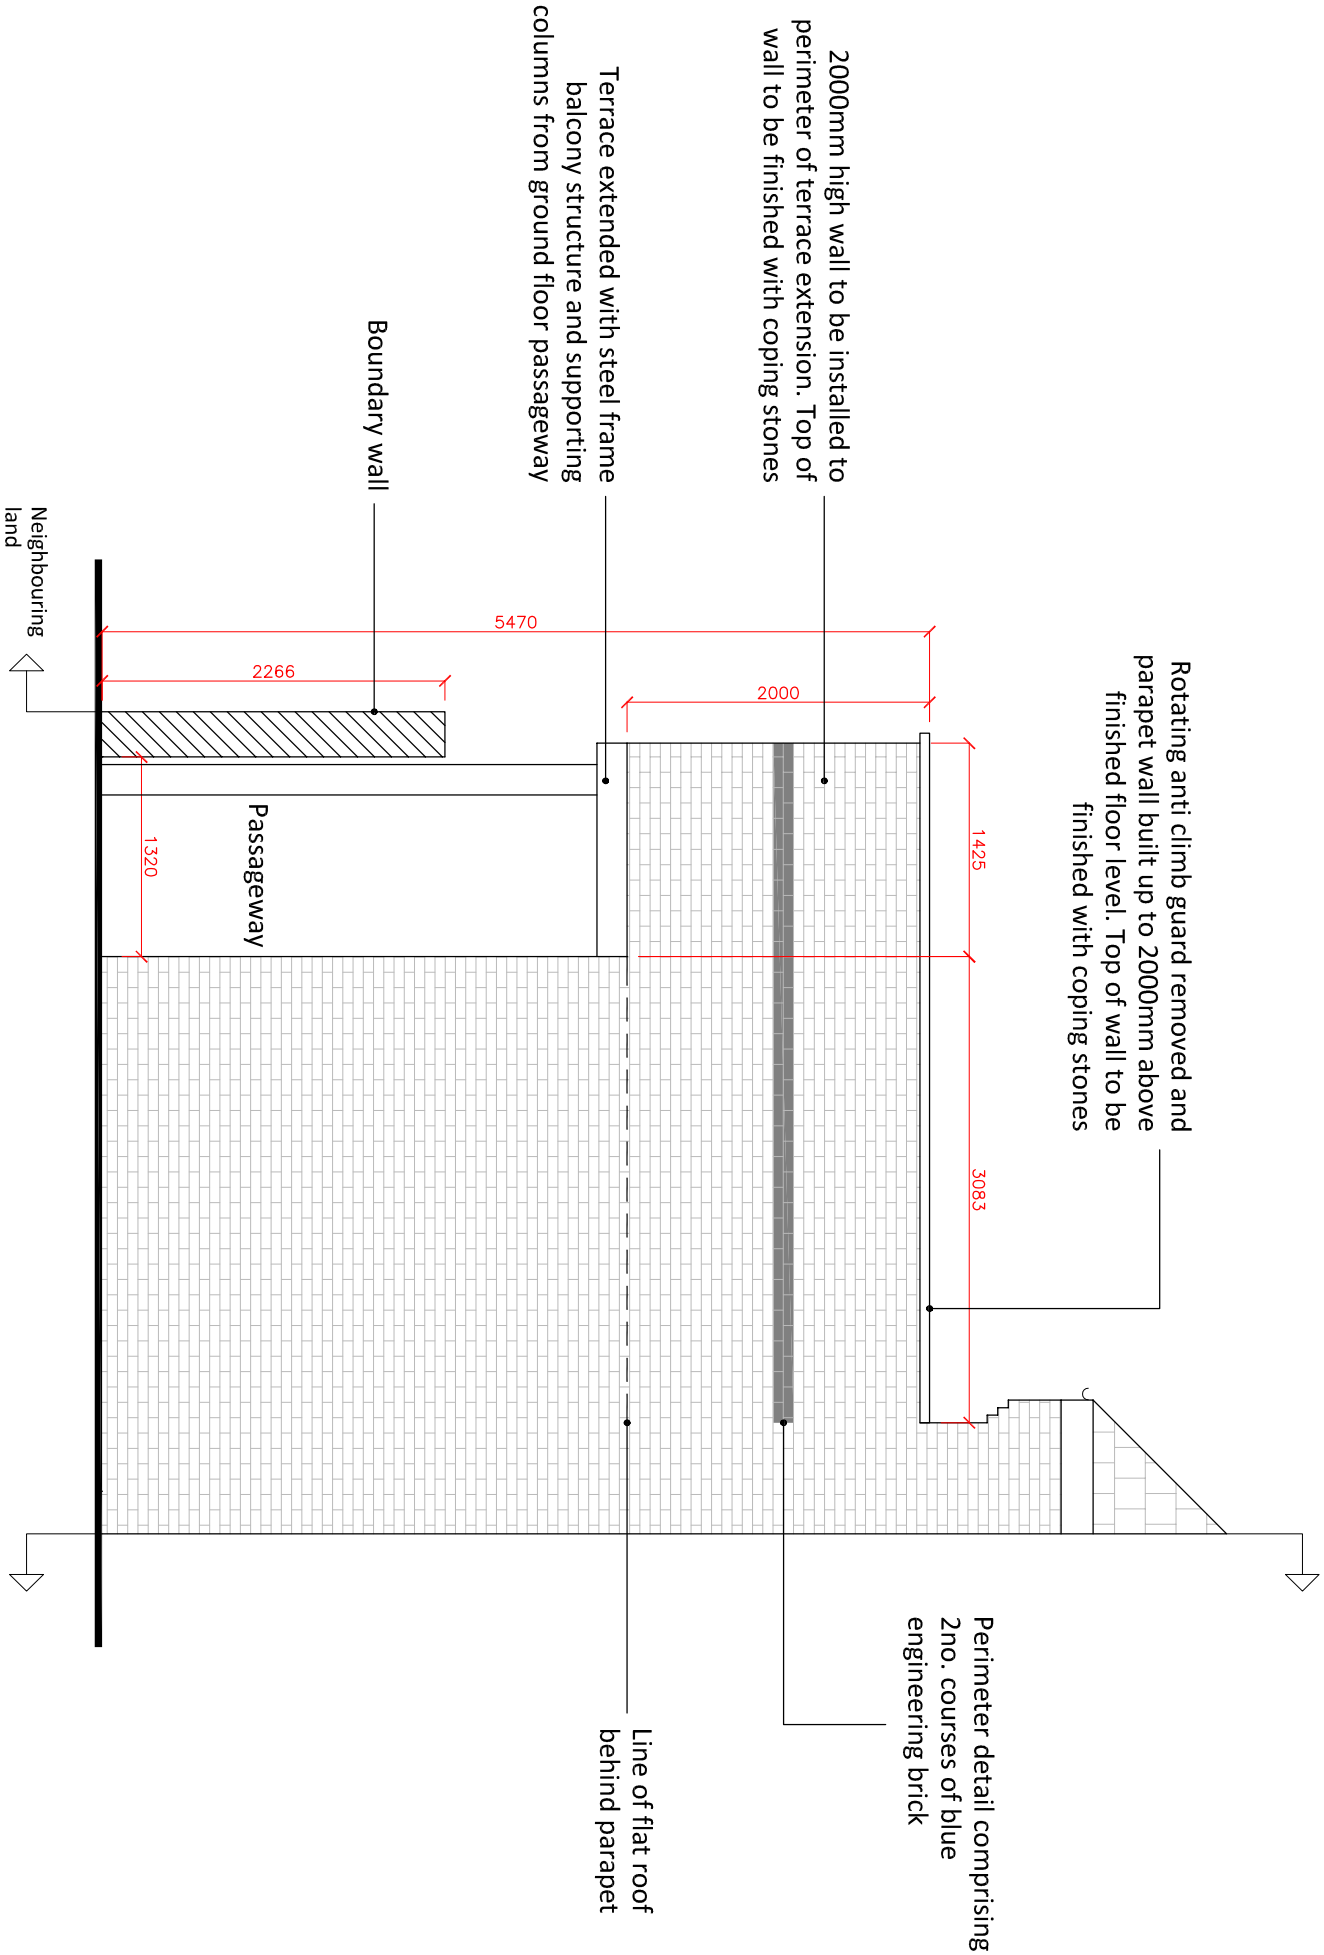 Rotating anti climb guard removed and
parapet wall built up to 2000mm above
finished floor level. Top of wall to be
finished with coping stones
2000mm high wall to be installed to
perimeter of terrace extension. Top of
wall to be finished with coping stones
Terrace extended with steel frame
balcony structure and supporting
columns from ground floor passageway
Boundary wall
Neighbouring
land
5470
2266
2000
1425
3083
1320
Passageway
Perimeter detail comprising
2no. courses of blue
engineering brick
Line of flat roof
behind parapet